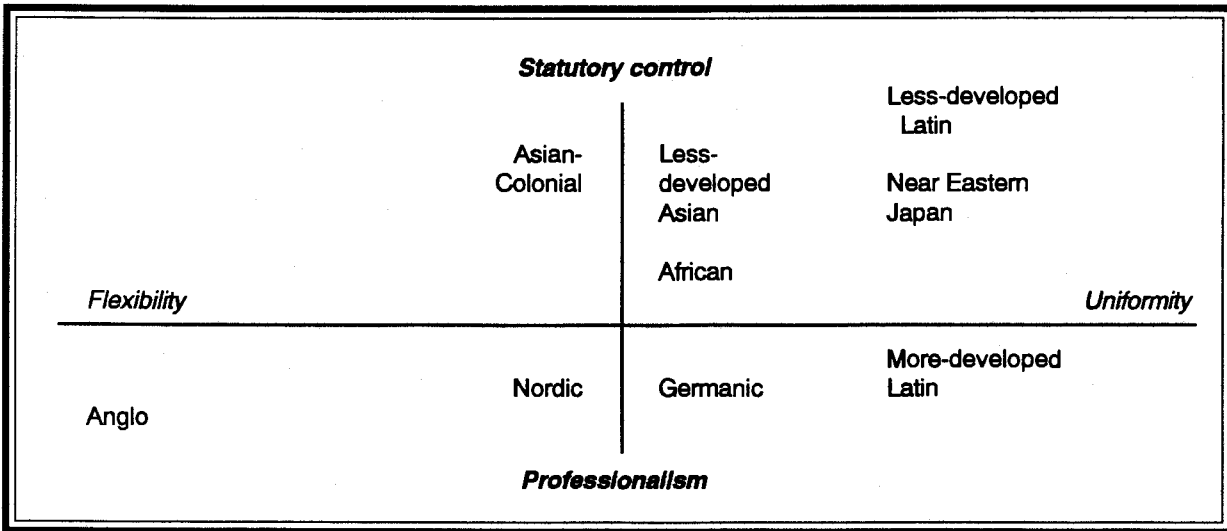 Statutory control
Less-developed
Latin
Asian-
Colonial
Less-
developed
Asian
Near Eastern
Japan
African
Flexibility
Uniformity
More-developed
Latin
Nordic
Germanic
Anglo
Professionalism